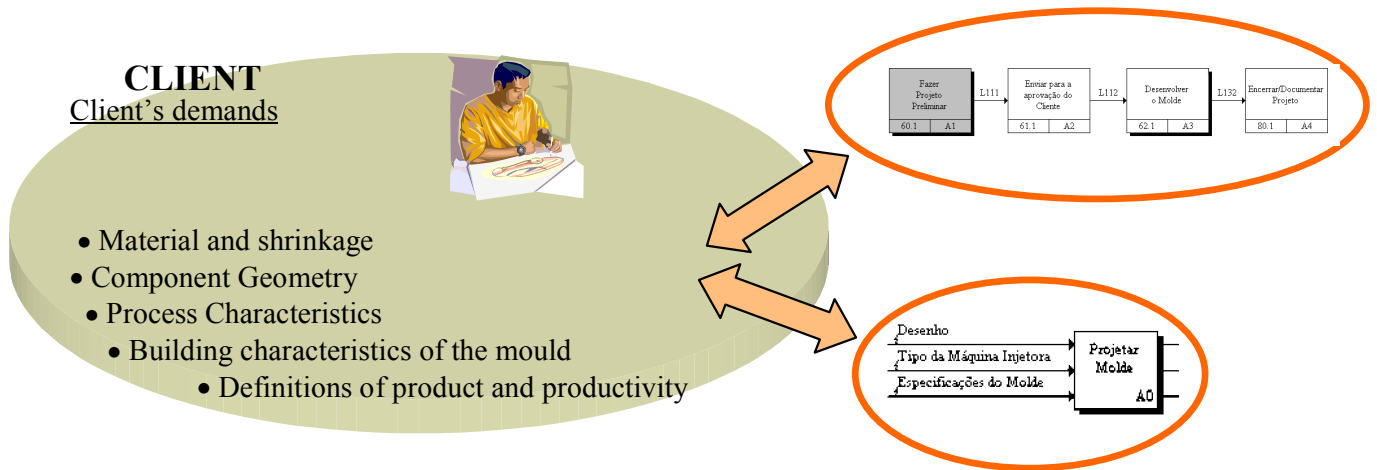 CLIENT
Client's demands
• Material and shrinkage
• Component Geometry
• Process Characteristics
• Building characteristics of the mould
• Definitions of product and productivity
Fazer
Projeto
Preliminar
60.1 A1
L111
Enviar para a
aprovação do
Cliente
61.1 A2
L112
Desenvolver
o Molde
62.1 A3
L132
Encerrar/Documentar
Projeto
80.1 A4
Desenho
Tipo da Máquina Injetora
Especificações do Molde
Projetar
Molde
A0